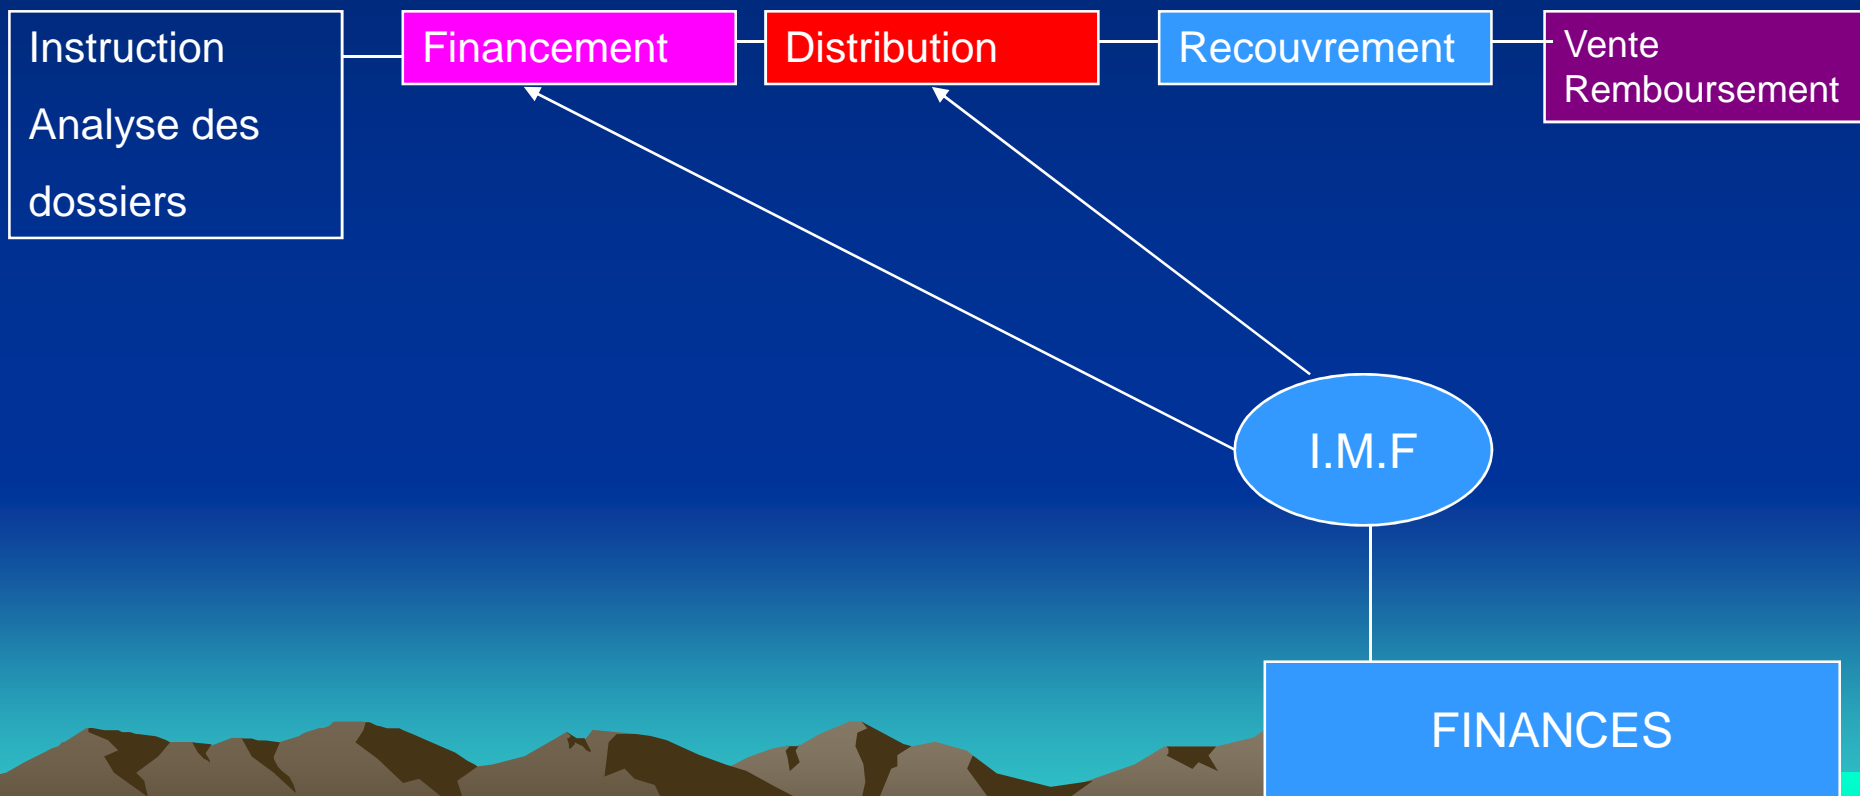 Instruction
Analyse des
dossiers
Financement
Distribution
Recouvrement
Vente
Remboursement
I.M.F
FINANCES